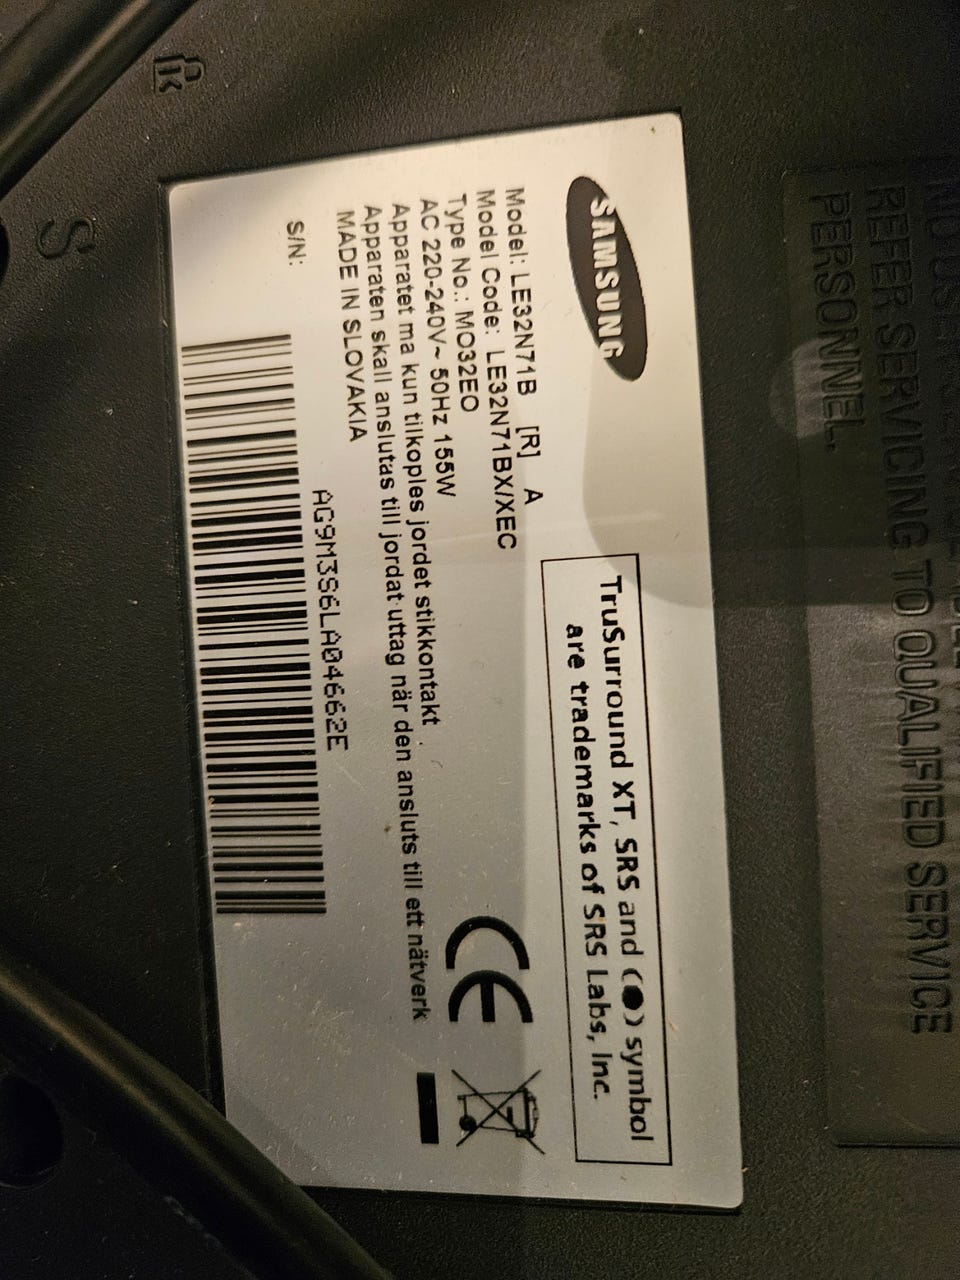 SAMSUNG
TruSurround XT, SRS and (●) symbol
are trademarks of SRS Labs, Inc.
Model: LE32N71B [R] A
Model Code: LE32N71BX/XEC
Type No.: MO32EO
AC 220-240V~ 50Hz 155W
Apparatet ma kun tilkoples jordet stikkontakt
Apparaten skall anslutas till jordat uttag när den ansluts till ett nätverk
MADE IN SLOVAKIA
S/N:
AG9M3S6LA04662E
CE
REFER SERVICING TO QUALIFIED SERVICE
PERSONNEL.
K
S